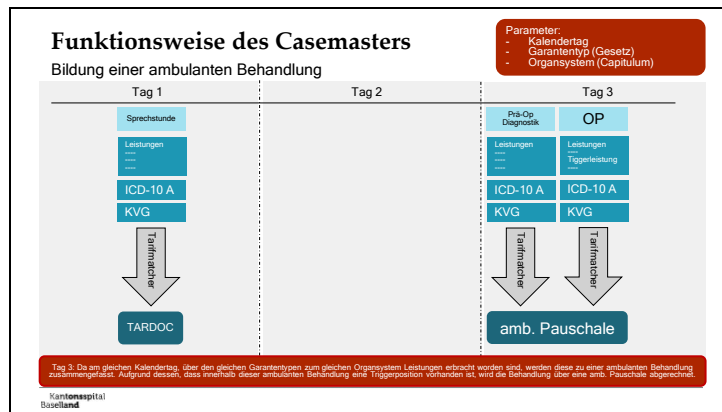 Funktionsweise des Casemasters
Bildung einer ambulanten Behandlung
Parameter:
- Kalendertag
- Garantentyp (Gesetz)
- Organsystem (Capitulum)
Tag 1
Tag 2
Tag 3
Sprechstunde
Leistungen
----
----
----
ICD-10 A
KVG
Tarifmatcher
TARDOC
Prä-Op
Diagnostik
Leistungen
----
----
----
ICD-10 A
KVG
Tarifmatcher
OP
Leistungen
----
Tiggerleistung
----
ICD-10 A
KVG
Tarifmatcher
amb. Pauschale
Tag 3: Da am gleichen Kalendertag, über den gleichen Garantentypen zum gleichen Organsystem Leistungen erbracht worden sind, werden diese zu einer ambulanten Behandlung
zusammengefasst. Aufgrund dessen, dass innerhalb dieser ambulanten Behandlung eine Triggerposition vorhanden ist, wird die Behandlung über eine amb. Pauschale abgerechnet.
Kantonsspital
Baselland